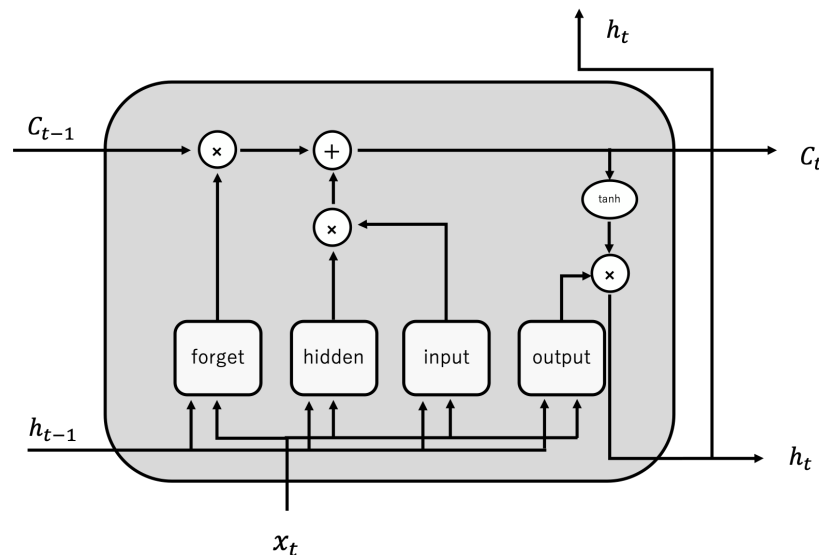 h_t
C_{t-1}
×
+
C_t
tanh
×
×
forget
hidden
input
output
h_{t-1}
h_t
x_t